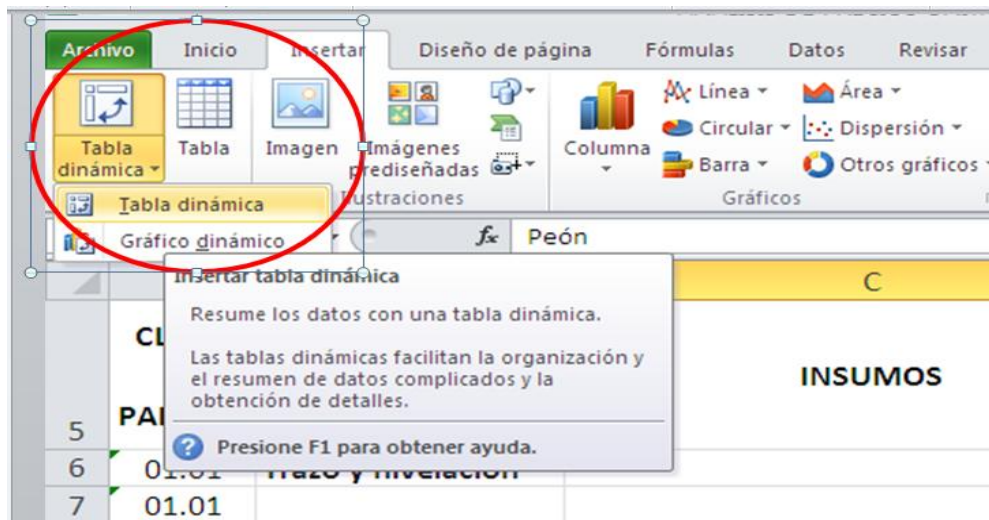 Archivo Inicio Insertar Diseño de página Fórmulas Datos Revisar
Tabla dinámica
Tabla
Imagen
Imágenes prediseñadas
Columna
Línea
Circular
Barra
Área
Dispersión
Otros gráficos
Gráficos
Tabla dinámica
Gráfico dinámico
fx Peón
Insertar tabla dinámica
Resume los datos con una tabla dinámica.
Las tablas dinámicas facilitan la organización y
el resumen de datos complicados y la
obtención de detalles.
Presione F1 para obtener ayuda.
C
INSUMOS
5
6
7 01.01